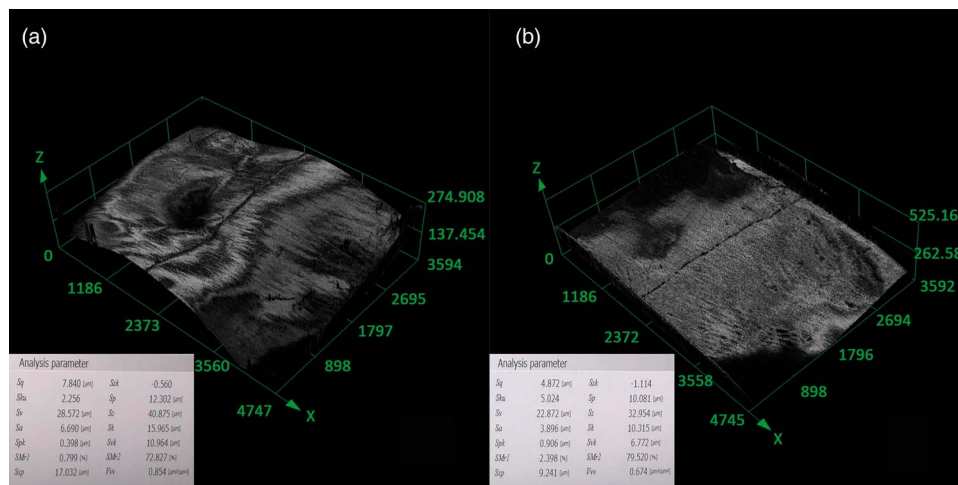 (a)
Z
274.908
137.454
3594
0
1186
2695
2373
1797
3560
898
4747
X
Analysis parameter
Sq 7.840 [µm] Ssk -0.560
Sku 2.256 Sp 12.302 [µm]
Sv 28.572 [µm] Sz 40.875 [µm]
Sa 6.690 [µm] Sk 15.965 [µm]
Spk 0.398 [µm] Svk 10.964 [µm]
SMr1 0.799 [%] SMr2 72.827 [%]
Sxp 17.032 [µm] Vvv 0.854 [µm³/µm²]
(b)
Z
525.16
262.58
3592
0
1186
2694
2372
1796
3558
898
4745
X
Analysis parameter
Sq 4.872 [µm] Ssk -1.114
Sku 5.024 Sp 10.081 [µm]
Sv 22.872 [µm] Sz 32.954 [µm]
Sa 3.896 [µm] Sk 10.315 [µm]
Spk 0.906 [µm] Svk 6.772 [µm]
SMr1 2.398 [%] SMr2 79.520 [%]
Sxp 9.241 [µm] Vvv 0.674 [µm³/µm²]